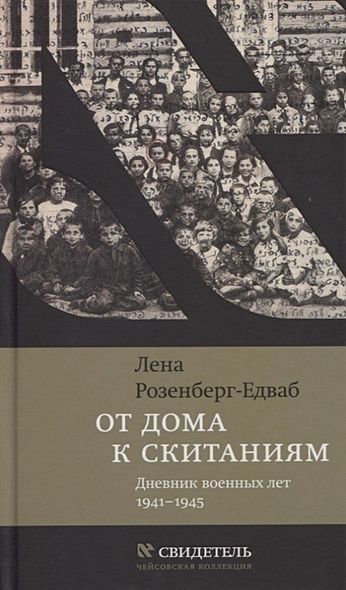 Лена
Розенберг-Едваб
ОТ ДОМА
К СКИТАНИЯМ
Дневник военных лет
1941–1945
СВИДЕТЕЛЬ
ЧЕЙСОВСКАЯ КОЛЛЕКЦИЯ